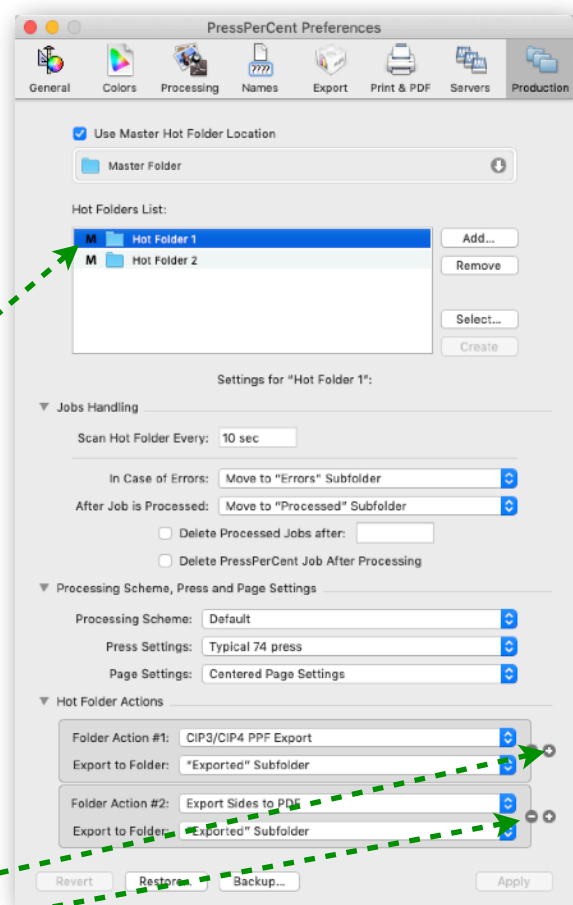 PressPerCent Preferences
General Colors Processing Names Export Print & PDF Servers Production
????
Use Master Hot Folder Location
Master Folder
Hot Folders List:
M Hot Folder 1
M Hot Folder 2
Add...
Remove
Select...
Create
Settings for "Hot Folder 1":
Jobs Handling
Scan Hot Folder Every: 10 sec
In Case of Errors: Move to "Errors" Subfolder
After Job is Processed: Move to "Processed" Subfolder
Delete Processed Jobs after:
Delete PressPerCent Job After Processing
Processing Scheme, Press and Page Settings
Processing Scheme: Default
Press Settings: Typical 74 press
Page Settings: Centered Page Settings
Hot Folder Actions
Folder Action #1: CIP3/CIP4 PPF Export
Export to Folder: "Exported" Subfolder
Folder Action #2: Export Sides to PDF
Export to Folder: "Exported" Subfolder
Revert Restore... Backup... Apply